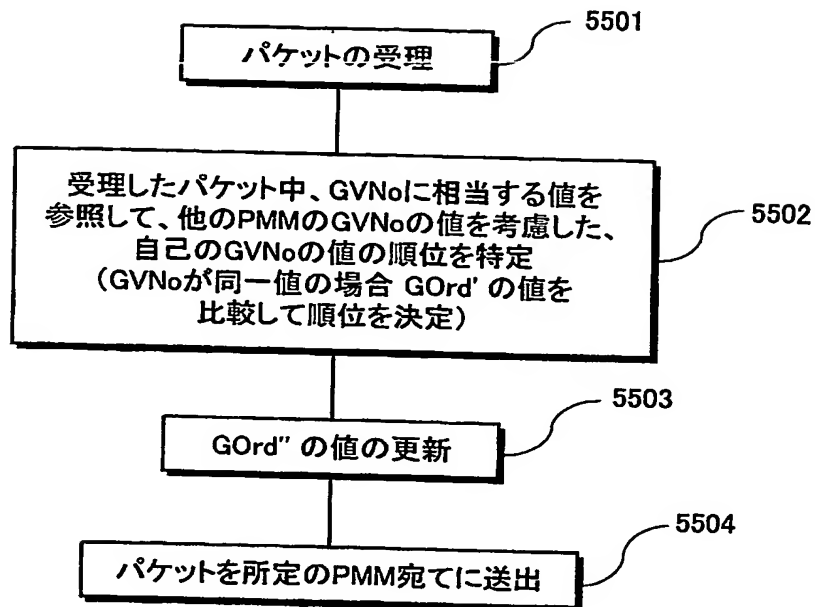 5501
パケットの受理
受理したパケット中、GVNoに相当する値を
参照して、他のPMMのGVNoの値を考慮した、
自己のGVNoの値の順位を特定
（GVNoが同一値の場合 GOrd' の値を
比較して順位を決定）
5502
5503
GOrd'' の値の更新
5504
パケットを所定のPMM宛てに送出